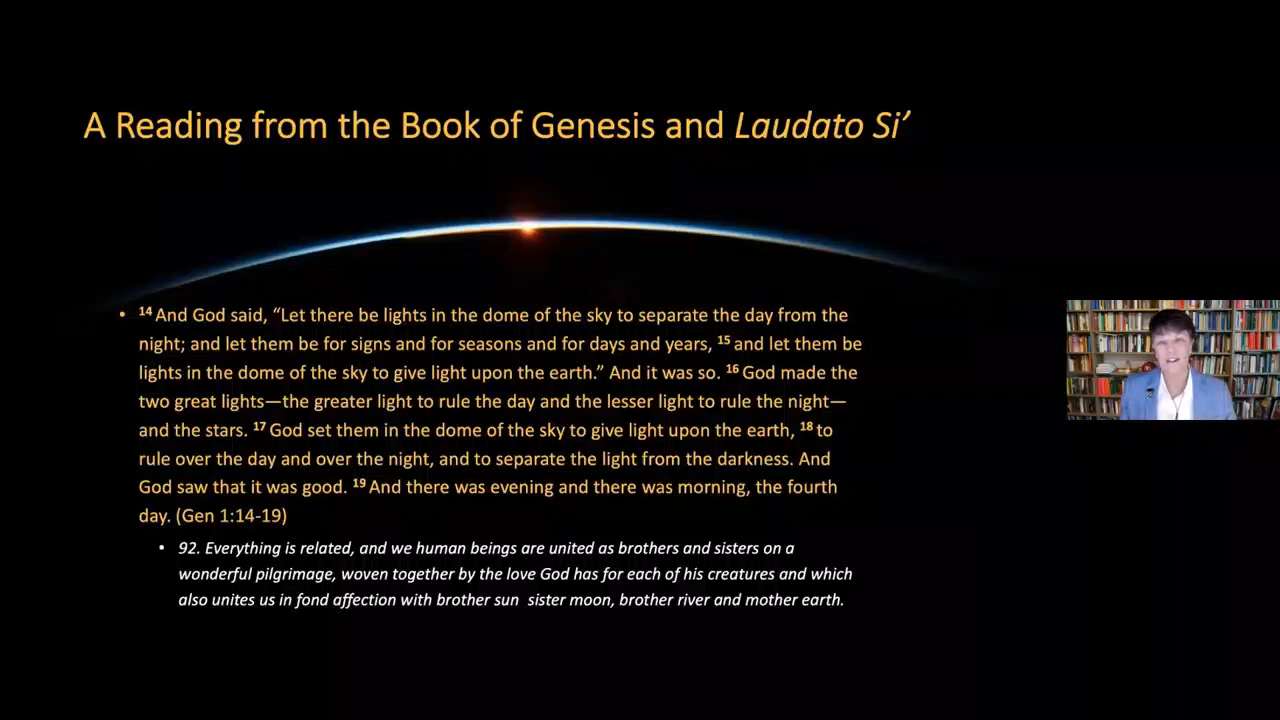 A Reading from the Book of Genesis and Laudato Si’
• ¹⁴ And God said, “Let there be lights in the dome of the sky to separate the day from the
night; and let them be for signs and for seasons and for days and years, ¹⁵ and let them be
lights in the dome of the sky to give light upon the earth.” And it was so. ¹⁶ God made the
two great lights—the greater light to rule the day and the lesser light to rule the night—
and the stars. ¹⁷ God set them in the dome of the sky to give light upon the earth, ¹⁸ to
rule over the day and over the night, and to separate the light from the darkness. And
God saw that it was good. ¹⁹ And there was evening and there was morning, the fourth
day. (Gen 1:14-19)
• 92. Everything is related, and we human beings are united as brothers and sisters on a
wonderful pilgrimage, woven together by the love God has for each of his creatures and which
also unites us in fond affection with brother sun  sister moon, brother river and mother earth.